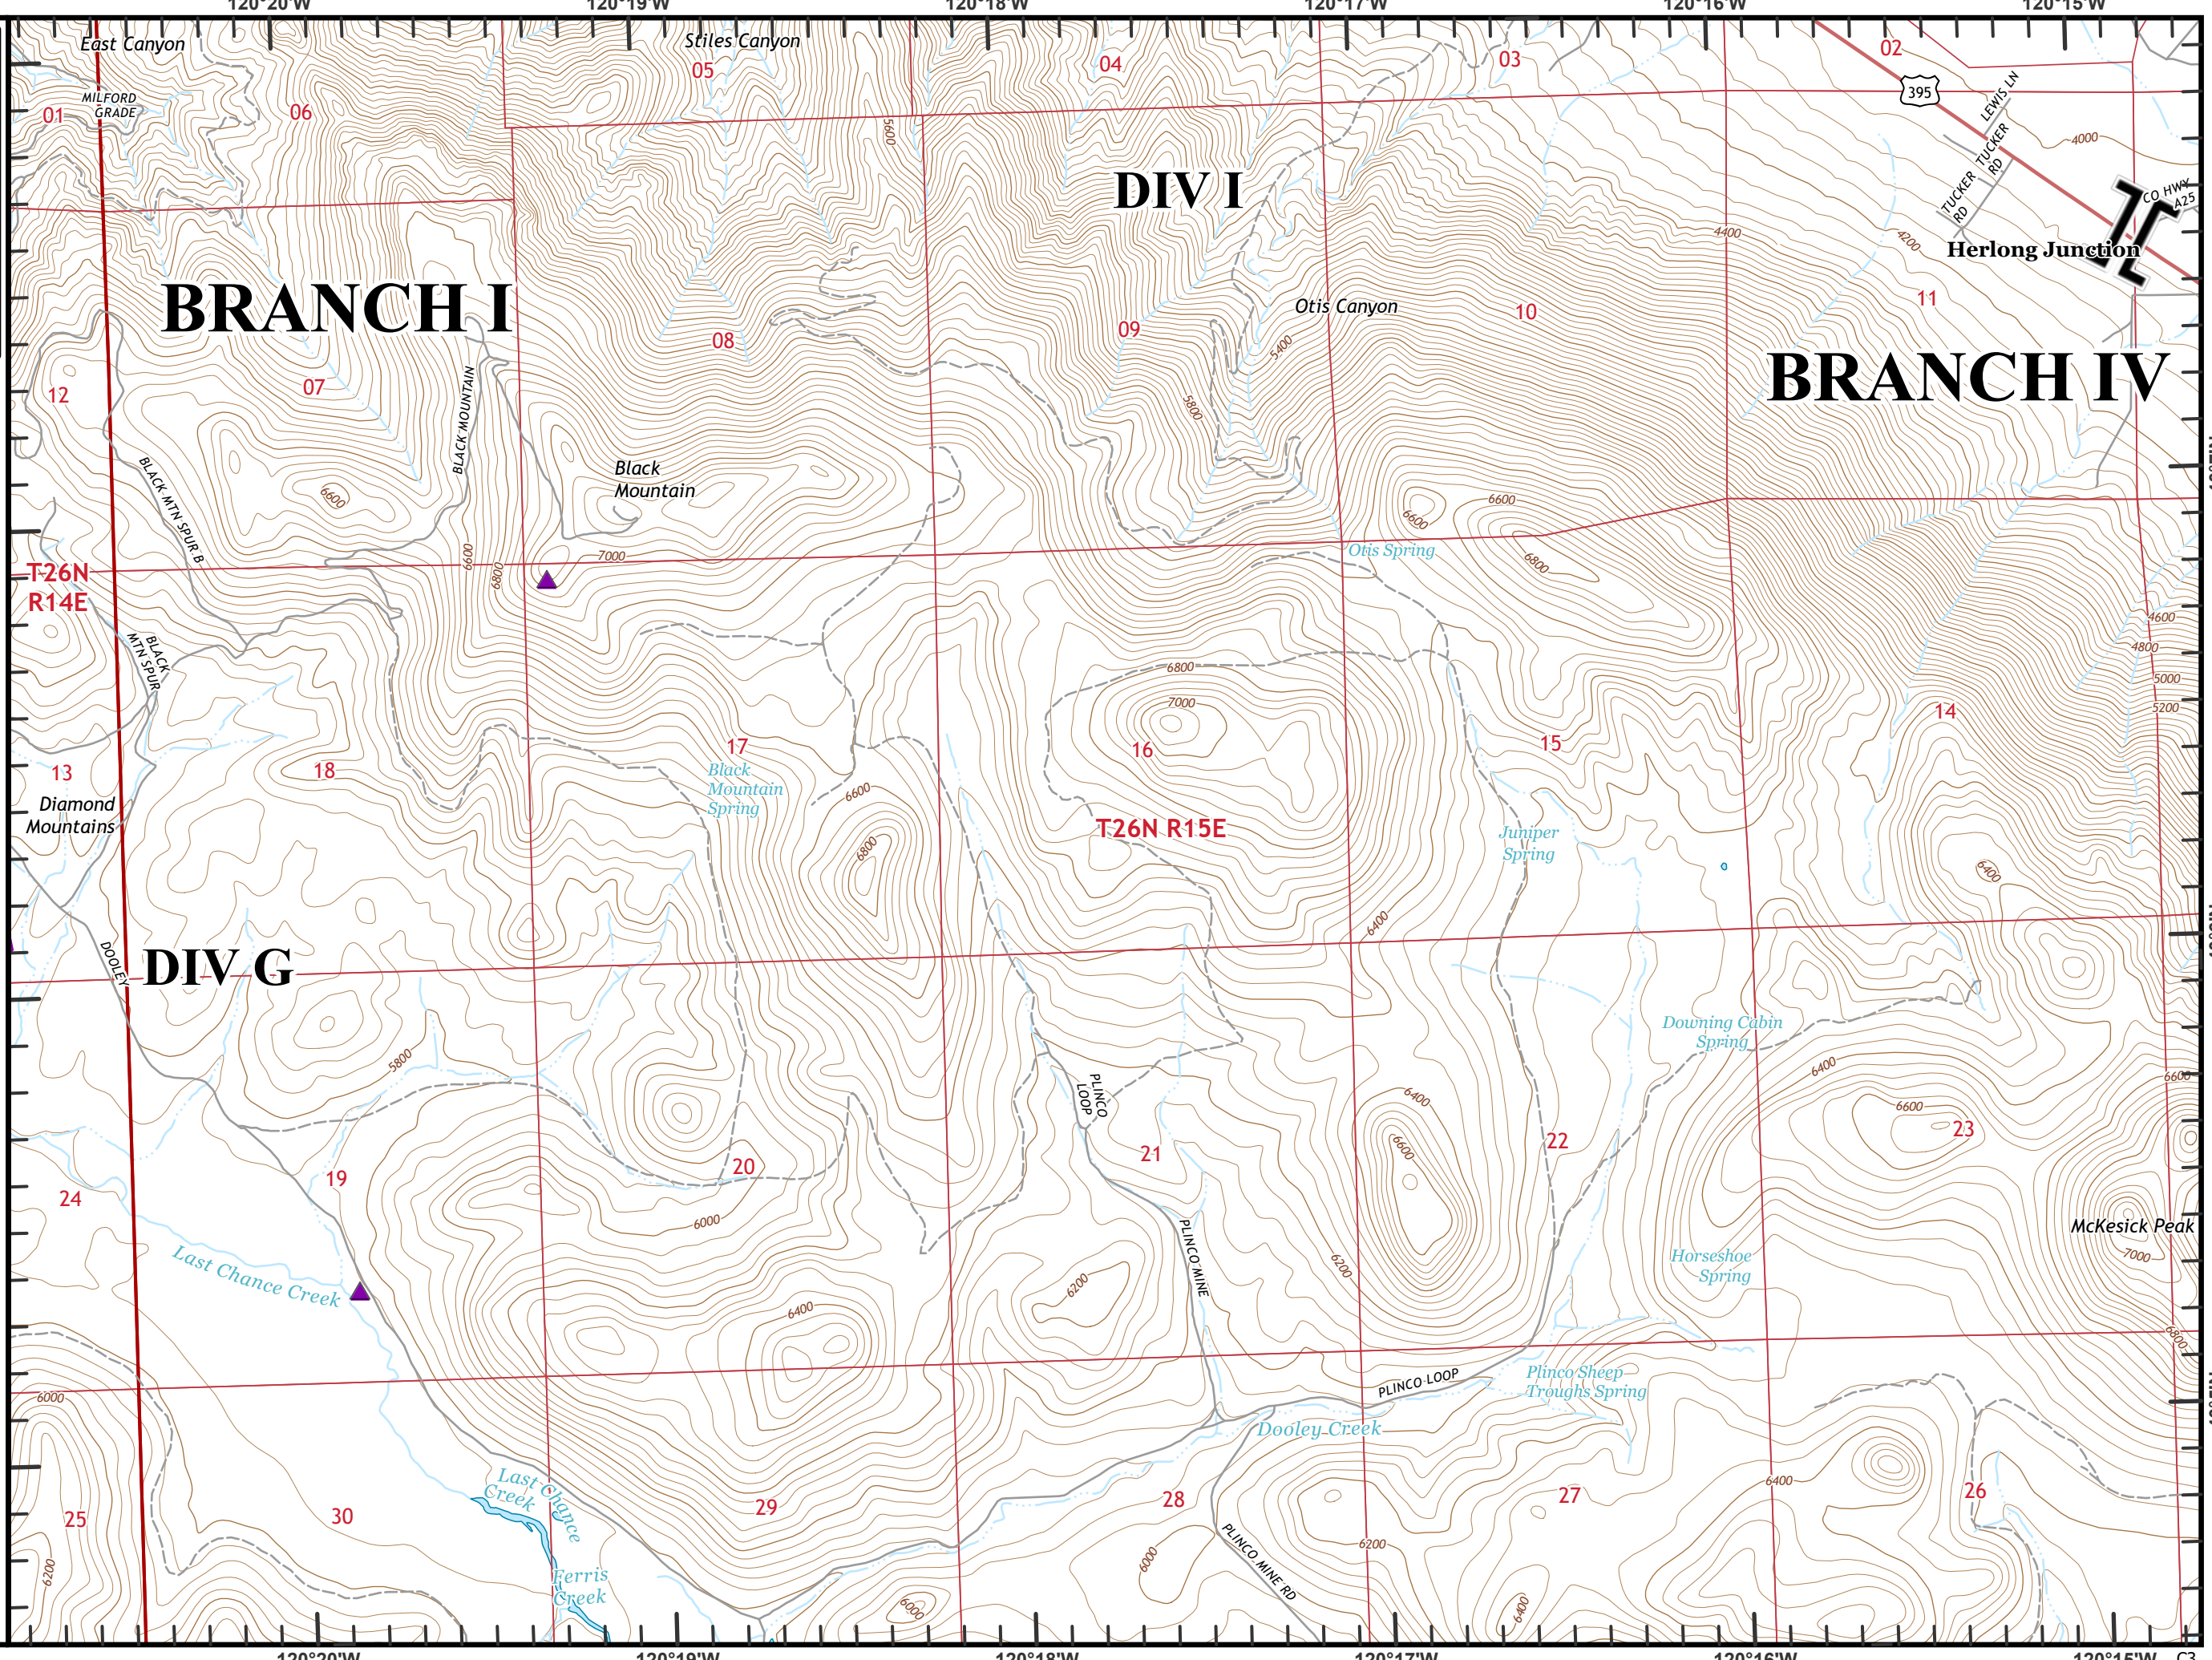 120°20'W
120°19'W
120°18'W
120°17'W
120°16'W
120°15'W
East Canyon
Stiles Canyon
05
04
03
02
395
LEWIS LN
MILFORD
GRADE
01
06
5600
TUCKER
RD
4000
TUCKER
RD
CO HWY
A25
DIV I
4400
4200
Herlong Junction
BRANCH I
Otis Canyon
10
11
08
09
5400
07
12
BLACK MOUNTAIN
5800
BRANCH IV
BLACK MTN SPUR B
Black
Mountain
6600
6600
6600
6600
6800
7000
Otis Spring
6800
T26N
R14E
BLACK
MTN SPUR
4600
4800
5000
5200
6800
7000
17
16
15
14
13
18
Black
Mountain
Spring
6600
Diamond
Mountains
6800
T26N R15E
Juniper
Spring
6400
6400
DOOLEY
DIV G
5800
Downing Cabin
Spring
6400
6600
PLINCO
LOOP
6400
6600
23
6600
22
21
20
19
24
6000
McKesick Peak
7000
Last Chance Creek
PLINCO MINE
6200
Horseshoe
Spring
6200
6400
6800
6000
PLINCO LOOP
Plinco Sheep
Troughs Spring
Dooley Creek
Last Chance
Creek
6400
25
30
29
28
27
26
6200
Ferris
Creek
6000
6000
PLINCO MINE RD
6200
6400
120°20'W
120°19'W
120°18'W
120°17'W
120°16'W
120°15'W
C3